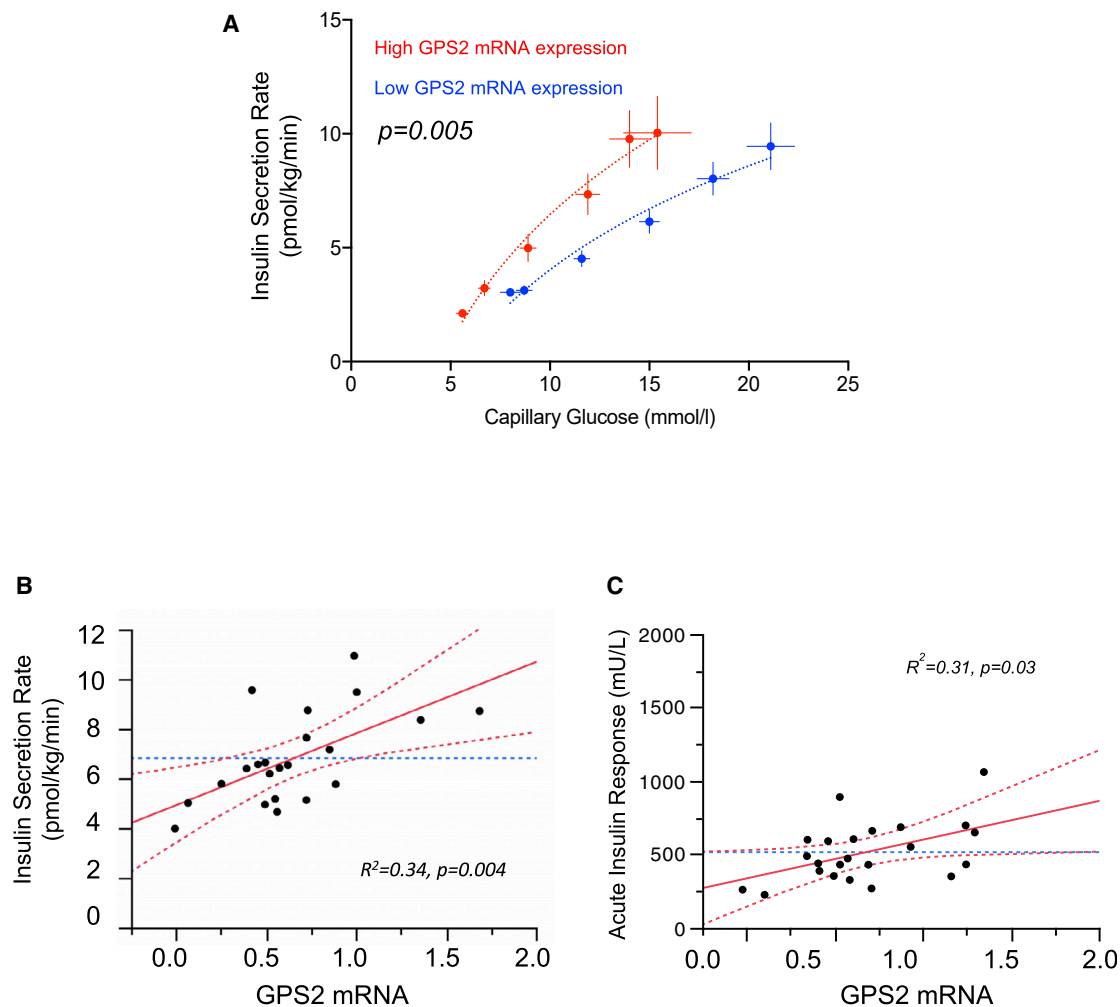 A
15
High GPS2 mRNA expression
Low GPS2 mRNA expression
p=0.005
10
5
0
Insulin Secretion Rate
(pmol/kg/min)
0 5 10 15 20 25
Capillary Glucose (mmol/l)
B
12
10
8
6
4
2
0
Insulin Secretion Rate
(pmol/kg/min)
R²=0.34, p=0.004
0.0 0.5 1.0 1.5 2.0
GPS2 mRNA
C
2000
1500
1000
500
0
Acute Insulin Response (mU/L)
R²=0.31, p=0.03
0.0 0.5 1.0 1.5 2.0
GPS2 mRNA